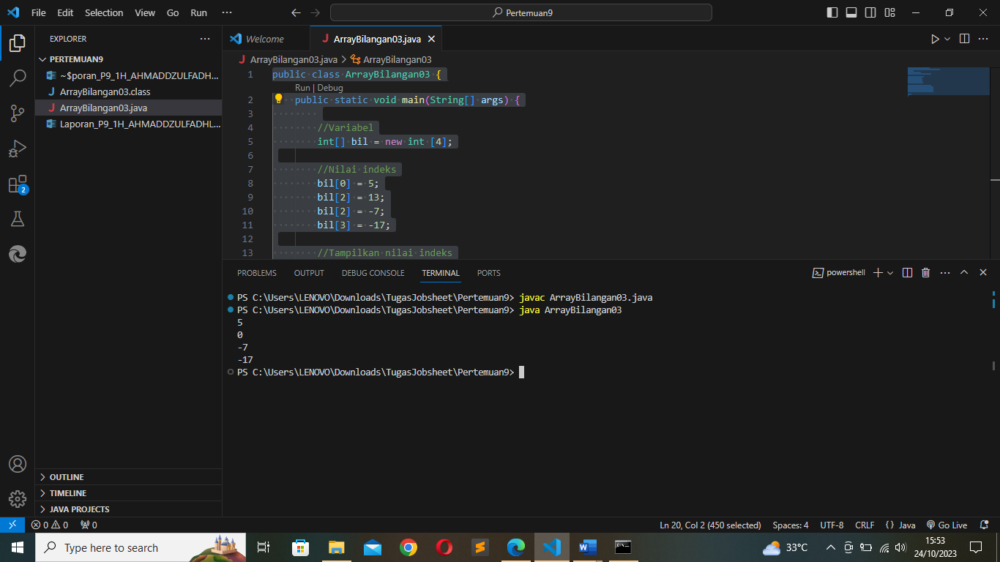 File Edit Selection View Go Run ··· Pertemuan9
EXPLORER ···
PERTEMUAN9
~$poran_P9_1H_AHMADDZULFADH...
ArrayBilangan03.class
ArrayBilangan03.java
Laporan_P9_1H_AHMADDZULFADHL...
OUTLINE
TIMELINE
JAVA PROJECTS
Welcome
ArrayBilangan03.java
ArrayBilangan03.java > ArrayBilangan03
1 public class ArrayBilangan03 {
Run | Debug
2 public static void main(String[] args) {
3
4 //Variabel
5 int[] bil = new int [4];
6
7 //Nilai indeks
8 bil[0] = 5;
9 bil[2] = 13;
10 bil[2] = -7;
11 bil[3] = -17;
12
13 //Tampilkan nilai indeks
PROBLEMS OUTPUT DEBUG CONSOLE TERMINAL PORTS powershell
PS C:\Users\LENOVO\Downloads\TugasJobsheet\Pertemuan9> javac ArrayBilangan03.java
PS C:\Users\LENOVO\Downloads\TugasJobsheet\Pertemuan9> java ArrayBilangan03
5
0
-7
-17
PS C:\Users\LENOVO\Downloads\TugasJobsheet\Pertemuan9>
2
0 0 0 Ln 20, Col 2 (450 selected) Spaces: 4 UTF-8 CRLF {} Java Go Live
Type here to search 33°C 15:53
24/10/2023